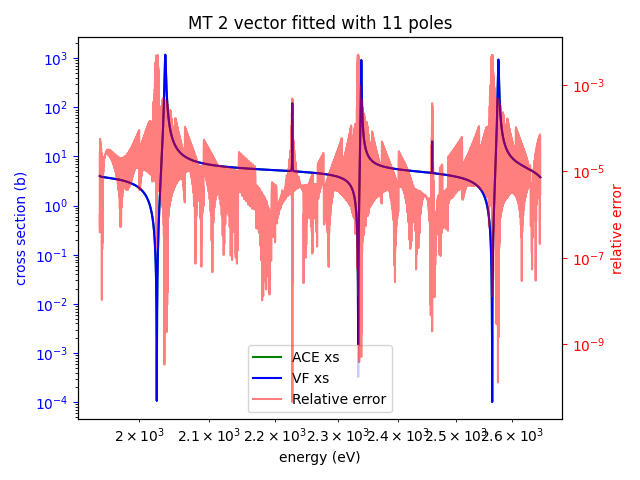 MT 2 vector fitted with 11 poles
10³
10²
10¹
10⁰
10⁻¹
10⁻²
10⁻³
10⁻⁴
cross section (b)
10⁻³
10⁻⁵
10⁻⁷
10⁻⁹
relative error
ACE xs
VF xs
Relative error
2 × 10³ 2.1 × 10³ 2.2 × 10³ 2.3 × 10³ 2.4 × 10³ 2.5 × 10³ 2.6 × 10³
energy (eV)